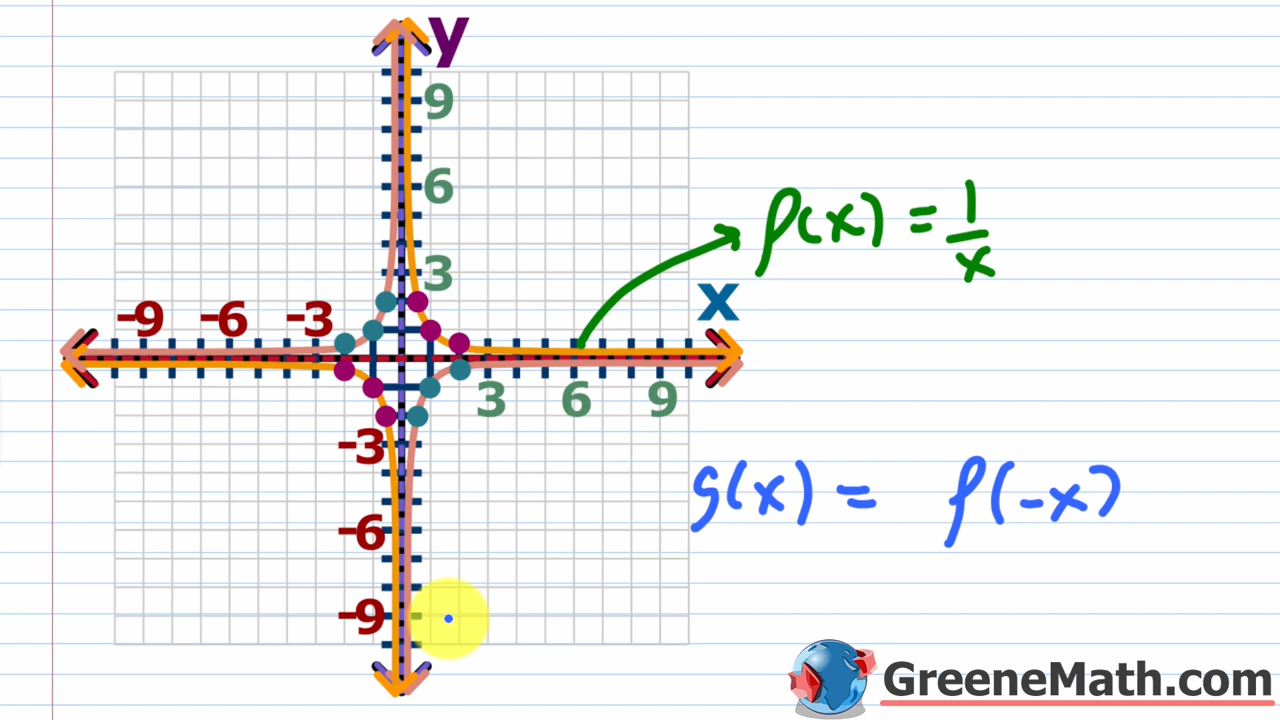 y
9
6
3
-9 -6 -3
x
3 6 9
-3
-6
-9
f(x) = 1/x
g(x) = f(-x)
GreeneMath.com